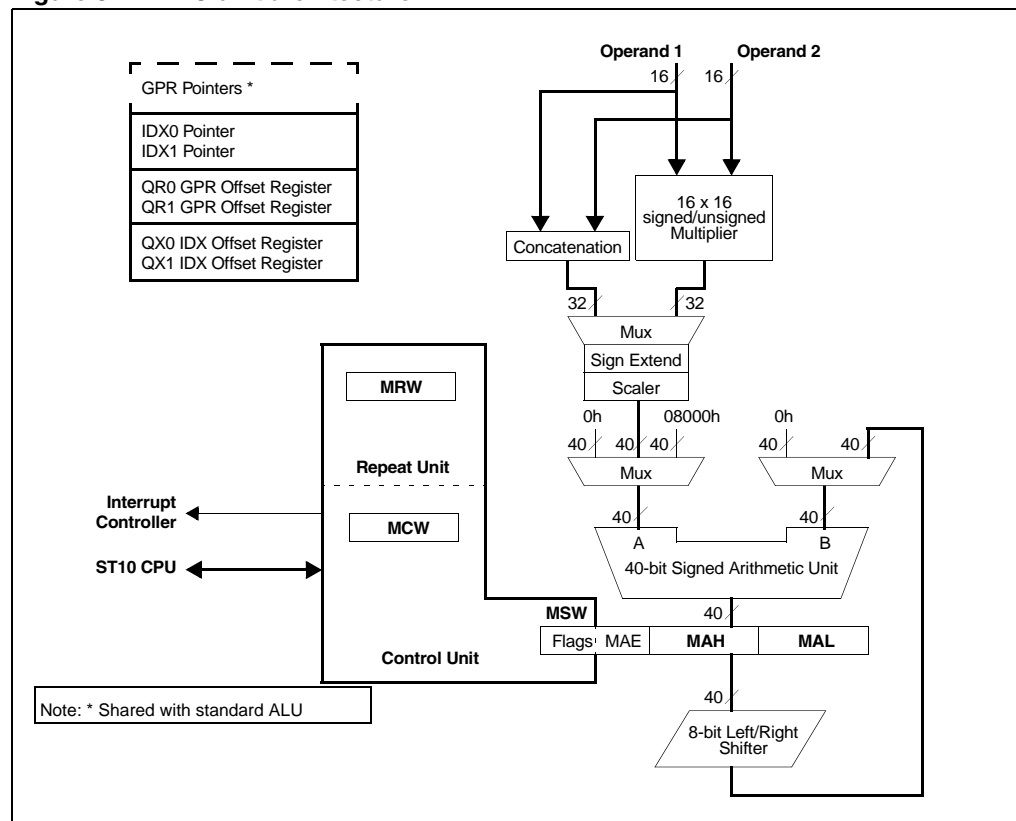 Operand 1 Operand 2
16 16
GPR Pointers *
IDX0 Pointer
IDX1 Pointer
QR0 GPR Offset Register
QR1 GPR Offset Register
QX0 IDX Offset Register
QX1 IDX Offset Register
16 x 16
signed/unsigned
Multiplier
Concatenation
32 32
Mux
Sign Extend
Scaler
0h 08000h 0h
40 40 40 40 40
Mux Mux
40 40
A B
40-bit Signed Arithmetic Unit
40
MRW
Repeat Unit
Interrupt
Controller
MCW
ST10 CPU
MSW
Flags MAE MAH MAL
Control Unit
40
8-bit Left/Right
Shifter
Note: * Shared with standard ALU